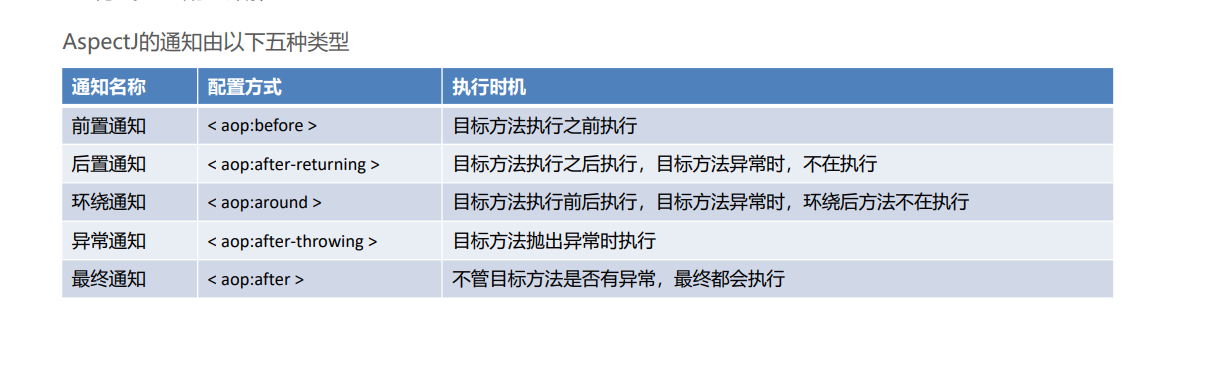 AspectJ的通知由以下五种类型
通知名称 配置方式 执行时机
前置通知 < aop:before > 目标方法执行之前执行
后置通知 < aop:after-returning > 目标方法执行之后执行，目标方法异常时，不在执行
环绕通知 < aop:around > 目标方法执行前后执行，目标方法异常时，环绕后方法不在执行
异常通知 < aop:after-throwing > 目标方法抛出异常时执行
最终通知 < aop:after > 不管目标方法是否有异常，最终都会执行